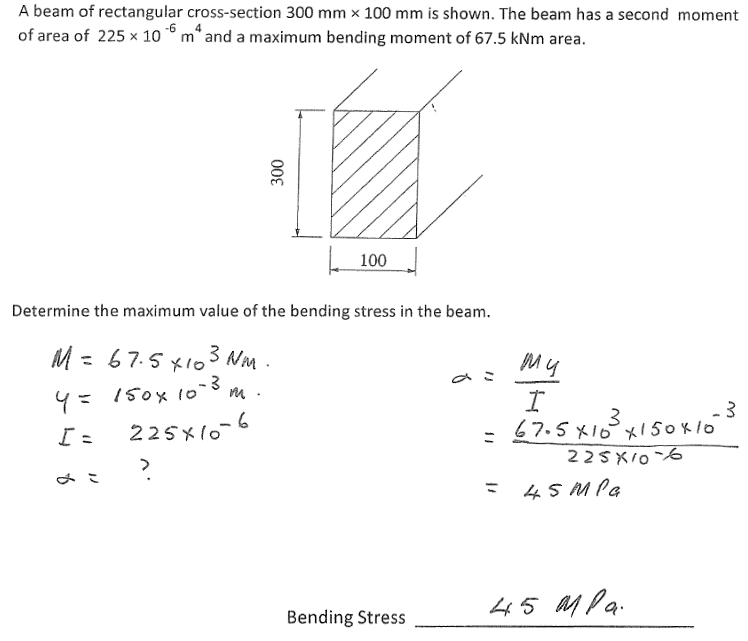 A beam of rectangular cross-section 300 mm × 100 mm is shown. The beam has a second moment
of area of 225 × 10⁻⁶ m⁴ and a maximum bending moment of 67.5 kNm area.
300
100
Determine the maximum value of the bending stress in the beam.
M = 67.5 ×10³ Nm.
y = 150 × 10⁻³ m.
I = 225×10⁻⁶
σ = ?
σ = My / I
= 67.5 ×10³ ×150×10⁻³ / 225×10⁻⁶
= 45 MPa
Bending Stress 45 MPa.